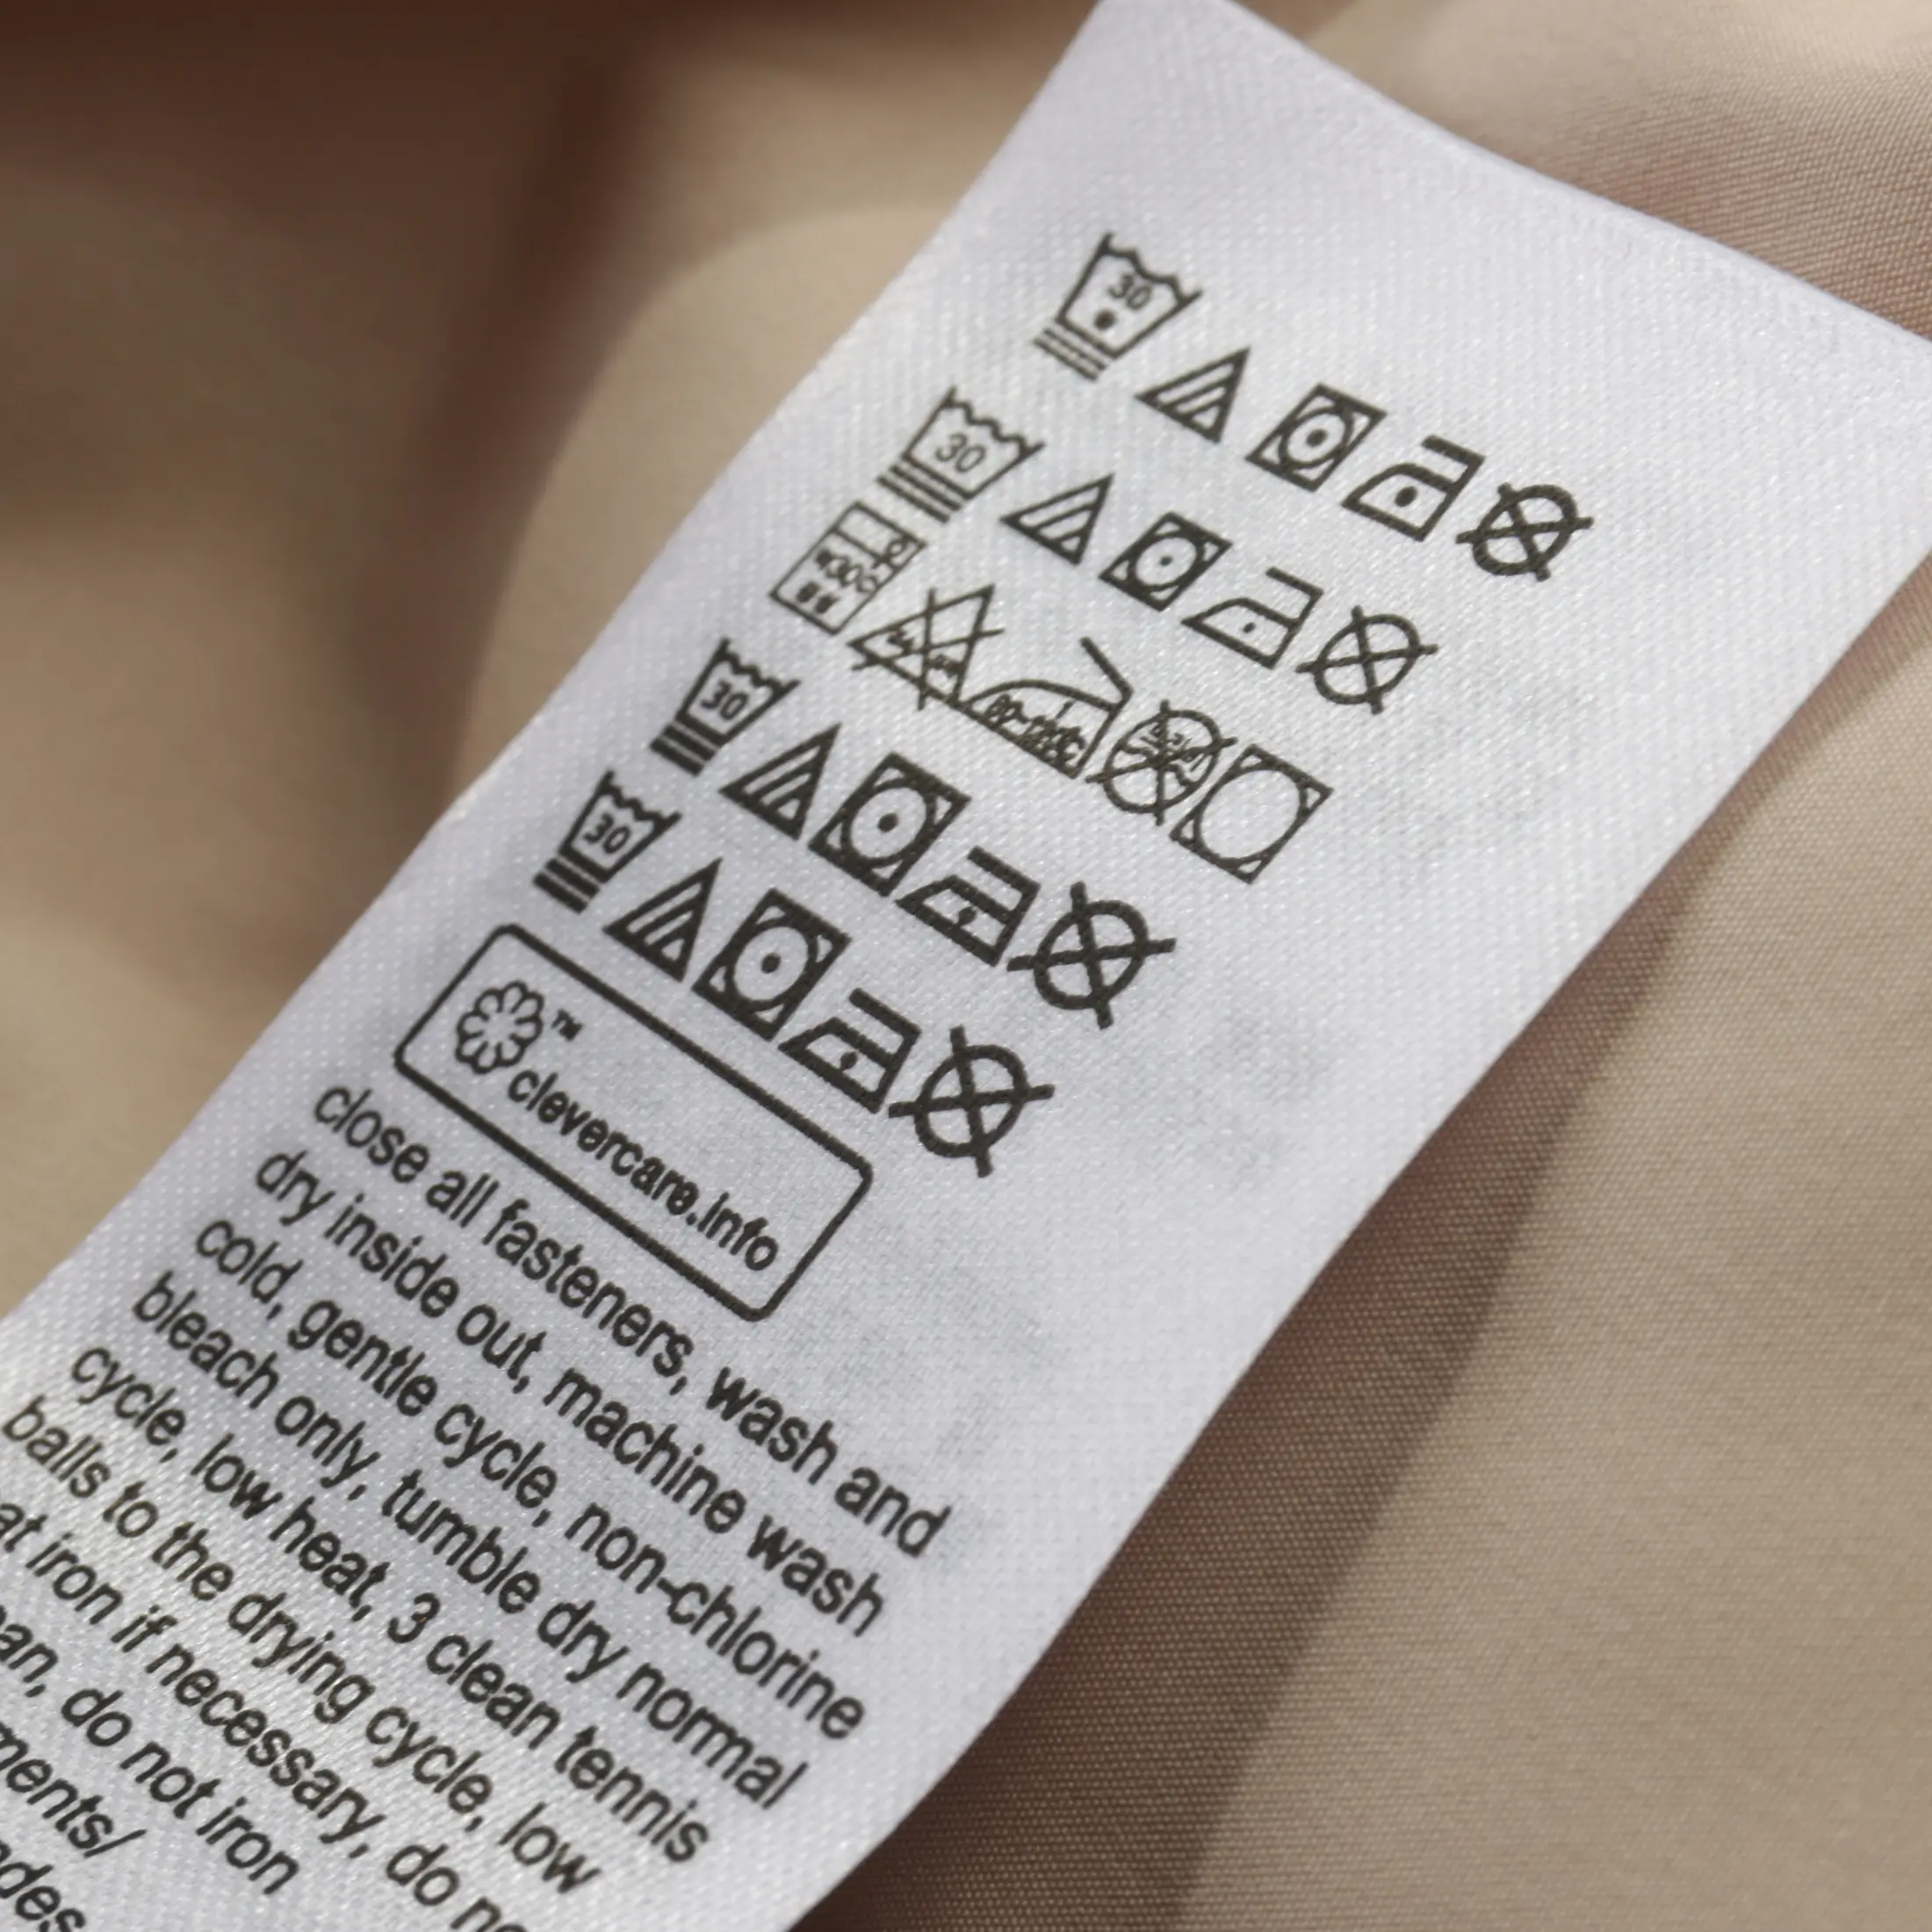 30
30
30
30
™
clevercare.info
close all fasteners, wash and
dry inside out, machine wash
cold, gentle cycle, non-chlorine
bleach only, tumble dry normal
cycle, low heat, 3 clean tennis
balls to the drying cycle, low
iron if necessary, do
do not iron